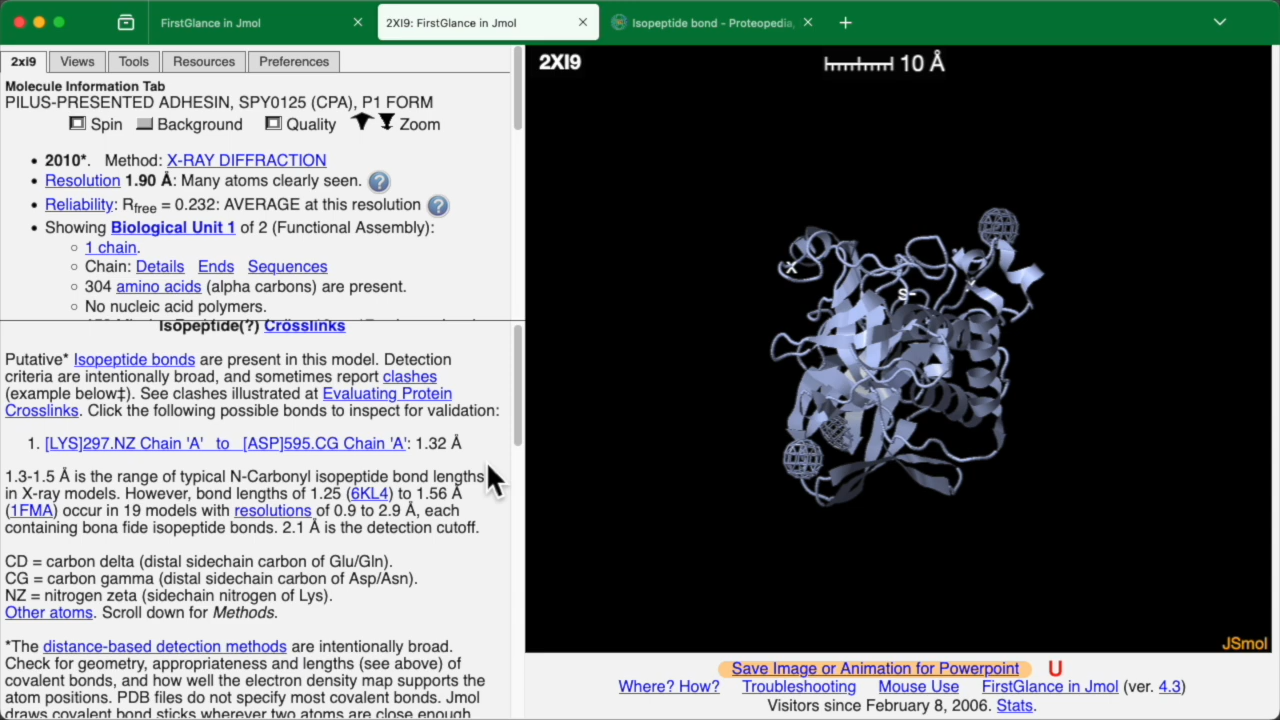 FirstGlance in Jmol
2XI9: FirstGlance in Jmol
Isopeptide bond - Proteopedia,
2xi9 Views Tools Resources Preferences
Molecule Information Tab
PILUS-PRESENTED ADHESIN, SPY0125 (CPA), P1 FORM
Spin Background Quality Zoom
• 2010*. Method: X-RAY DIFFRACTION
• Resolution 1.90 Å: Many atoms clearly seen. ?
• Reliability: Rfree = 0.232: AVERAGE at this resolution ?
• Showing Biological Unit 1 of 2 (Functional Assembly):
○ 1 chain.
○ Chain: Details Ends Sequences
○ 304 amino acids (alpha carbons) are present.
○ No nucleic acid polymers.
Isopeptide(?) Crosslinks
Putative* Isopeptide bonds are present in this model. Detection
criteria are intentionally broad, and sometimes report clashes
(example below‡). See clashes illustrated at Evaluating Protein
Crosslinks. Click the following possible bonds to inspect for validation:
1. [LYS]297.NZ Chain 'A' to [ASP]595.CG Chain 'A': 1.32 Å
1.3-1.5 Å is the range of typical N-Carbonyl isopeptide bond lengths
in X-ray models. However, bond lengths of 1.25 (6KL4) to 1.56 Å
(1FMA) occur in 19 models with resolutions of 0.9 to 2.9 Å, each
containing bona fide isopeptide bonds. 2.1 Å is the detection cutoff.
CD = carbon delta (distal sidechain carbon of Glu/Gln).
CG = carbon gamma (distal sidechain carbon of Asp/Asn).
NZ = nitrogen zeta (sidechain nitrogen of Lys).
Other atoms. Scroll down for Methods.
*The distance-based detection methods are intentionally broad.
Check for geometry, appropriateness and lengths (see above) of
covalent bonds, and how well the electron density map supports the
atom positions. PDB files do not specify most covalent bonds. Jmol
draws covalent bond sticks wherever two atoms are close enough
2XI9
10 Å
X
S-
JSmol
Save Image or Animation for Powerpoint U
Where? How? Troubleshooting Mouse Use FirstGlance in Jmol (ver. 4.3)
Visitors since February 8, 2006. Stats.